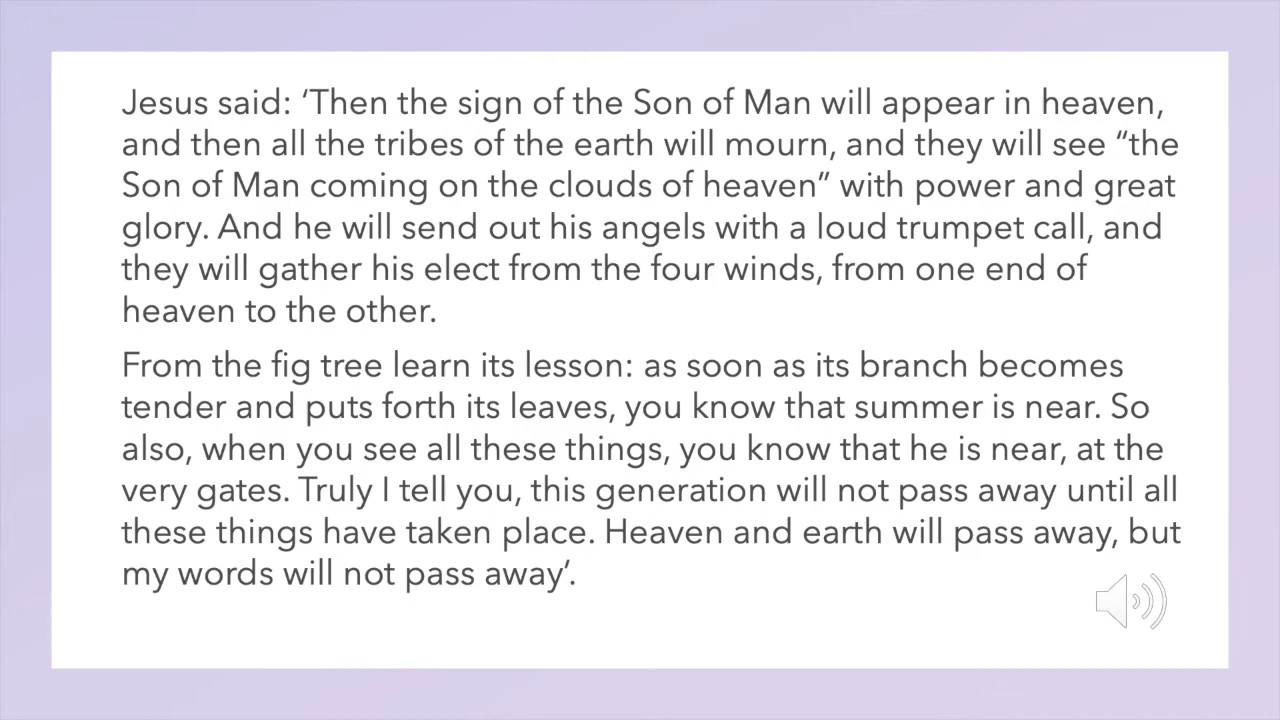 Jesus said: ‘Then the sign of the Son of Man will appear in heaven,
and then all the tribes of the earth will mourn, and they will see “the
Son of Man coming on the clouds of heaven” with power and great
glory. And he will send out his angels with a loud trumpet call, and
they will gather his elect from the four winds, from one end of
heaven to the other.
From the fig tree learn its lesson: as soon as its branch becomes
tender and puts forth its leaves, you know that summer is near. So
also, when you see all these things, you know that he is near, at the
very gates. Truly I tell you, this generation will not pass away until all
these things have taken place. Heaven and earth will pass away, but
my words will not pass away’.